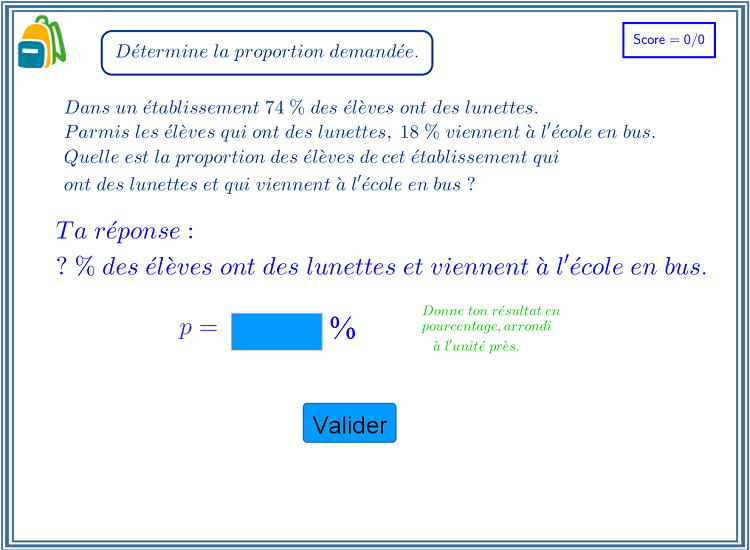 Détermine la proportion demandée.
Score = 0/0
Dans un établissement 74 % des élèves ont des lunettes.
Parmis les élèves qui ont des lunettes, 18 % viennent à l'école en bus.
Quelle est la proportion des élèves de cet établissement qui
ont des lunettes et qui viennent à l'école en bus ?
Ta réponse :
? % des élèves ont des lunettes et viennent à l'école en bus.
p = %
Donne ton résultat en
pourcentage, arrondi
à l'unité près.
Valider